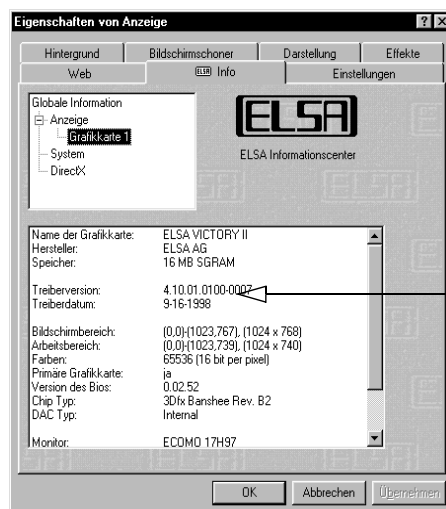 Eigenschaften von Anzeige
Hintergrund Bildschirmschoner Darstellung Effekte
Web ELSA Info Einstellungen
Globale Information
Anzeige
Grafikkarte 1
System
DirectX
ELSA
ELSA Informationscenter
Name der Grafikkarte: ELSA VICTORY II
Hersteller: ELSA AG
Speicher: 16 MB SGRAM
Treiberversion: 4.10.01.0100-0007
Treiberdatum: 9-16-1998
Bildschirmbereich: (0,0)-(1023,767), (1024 x 768)
Arbeitsbereich: (0,0)-(1023,739), (1024 x 740)
Farben: 65536 (16 bit per pixel)
Primäre Grafikkarte: ja
Version des Bios: 0.02.52
Chip Typ: 3Dfx Banshee Rev. B2
DAC Typ: Internal
Monitor: ECOMO 17H97
OK Abbrechen Übernehmen